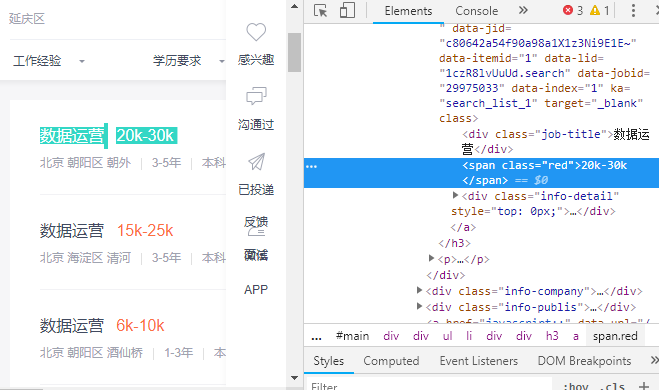 延庆区
工作经验
学历要求
数据运营 20k-30k
北京 朝阳区 朝外 | 3-5年 | 本科
数据运营 15k-25k
北京 海淀区 清河 | 3-5年 | 本科
数据运营 6k-10k
北京 朝阳区 酒仙桥 | 1-3年 | 本科
感兴趣
沟通过
已投递
反馈
APP
Elements Console » 3 1
" data-jid=
"c80642a54f90a98a1X1z3Ni9E1E~"
data-itemid="1" data-lid=
"1czR8lvUuUd.search" data-jobid=
"29975033" data-index="1" ka=
"search_list_1" target="_blank"
class>
<div class="job-title">数据运
营</div>
<span class="red">20k-30k
</span> == $0
<div class="info-detail"
style="top: 0px;">…</div>
</a>
</h3>
<p>…</p>
</div>
<div class="info-company">…</div>
<div class="info-publis">…</div>
... #main div div ul li div div h3 a span.red
Styles Computed Event Listeners DOM Breakpoints »
Filter :hov .cls +